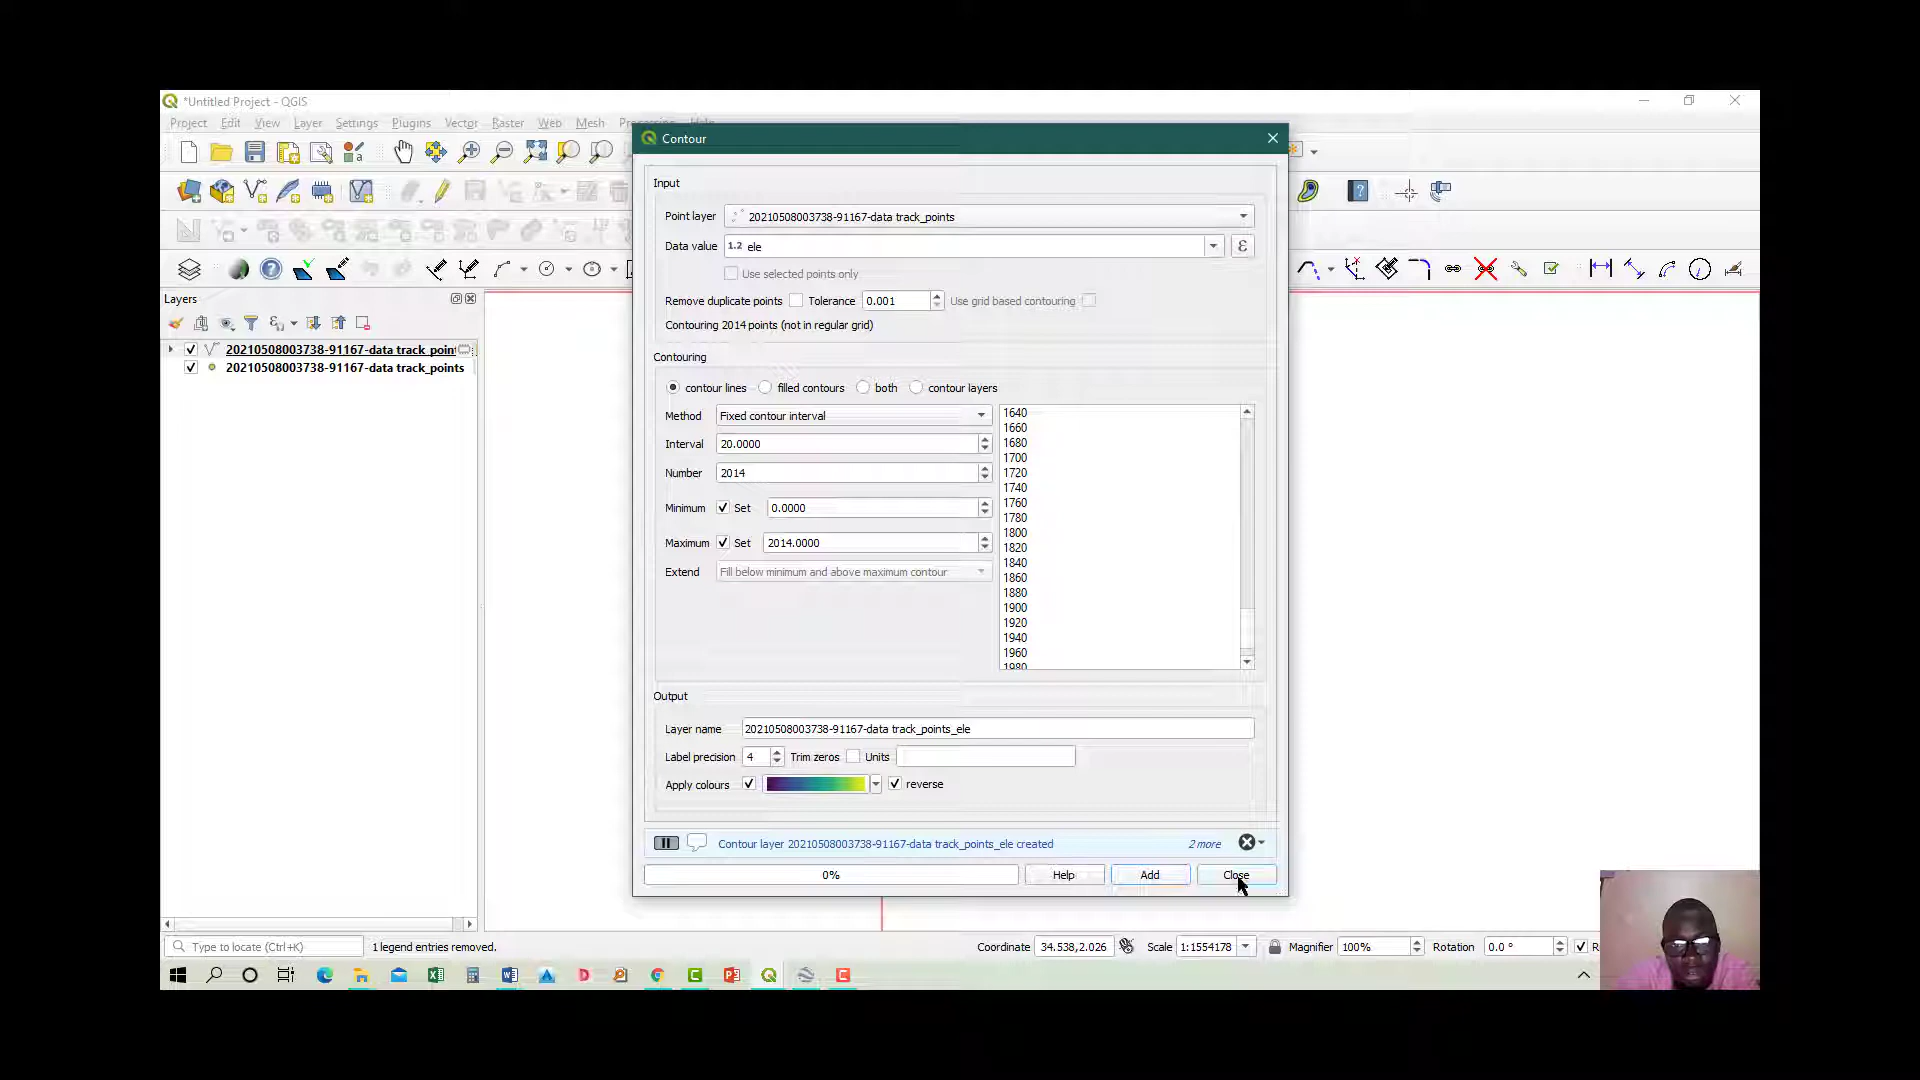 *Untitled Project - QGIS
Project Edit View Layer Settings Plugins Vector Raster Web Mesh
Contour
Input
Point layer 20210508003738-91167-data track_points
Data value 1.2 ele ε
Use selected points only
Remove duplicate points Tolerance 0.001 Use grid based contouring
Contouring 2014 points (not in regular grid)
Layers
20210508003738-91167-data track_poin
20210508003738-91167-data track_points
Contouring
contour lines filled contours both contour layers
Method Fixed contour interval
Interval 20.0000
Number 2014
Minimum Set 0.0000
Maximum Set 2014.0000
Extend Fill below minimum and above maximum contour
1640
1660
1680
1700
1720
1740
1760
1780
1800
1820
1840
1860
1880
1900
1920
1940
1960
1980
Output
Layer name 20210508003738-91167-data track_points_ele
Label precision 4 Trim zeros Units
Apply colours reverse
Contour layer 20210508003738-91167-data track_points_ele created 2 more
0% Help Add Close
Type to locate (Ctrl+K) 1 legend entries removed. Coordinate 34.538,2.026 Scale 1:1554178 Magnifier 100% Rotation 0.0 ° R